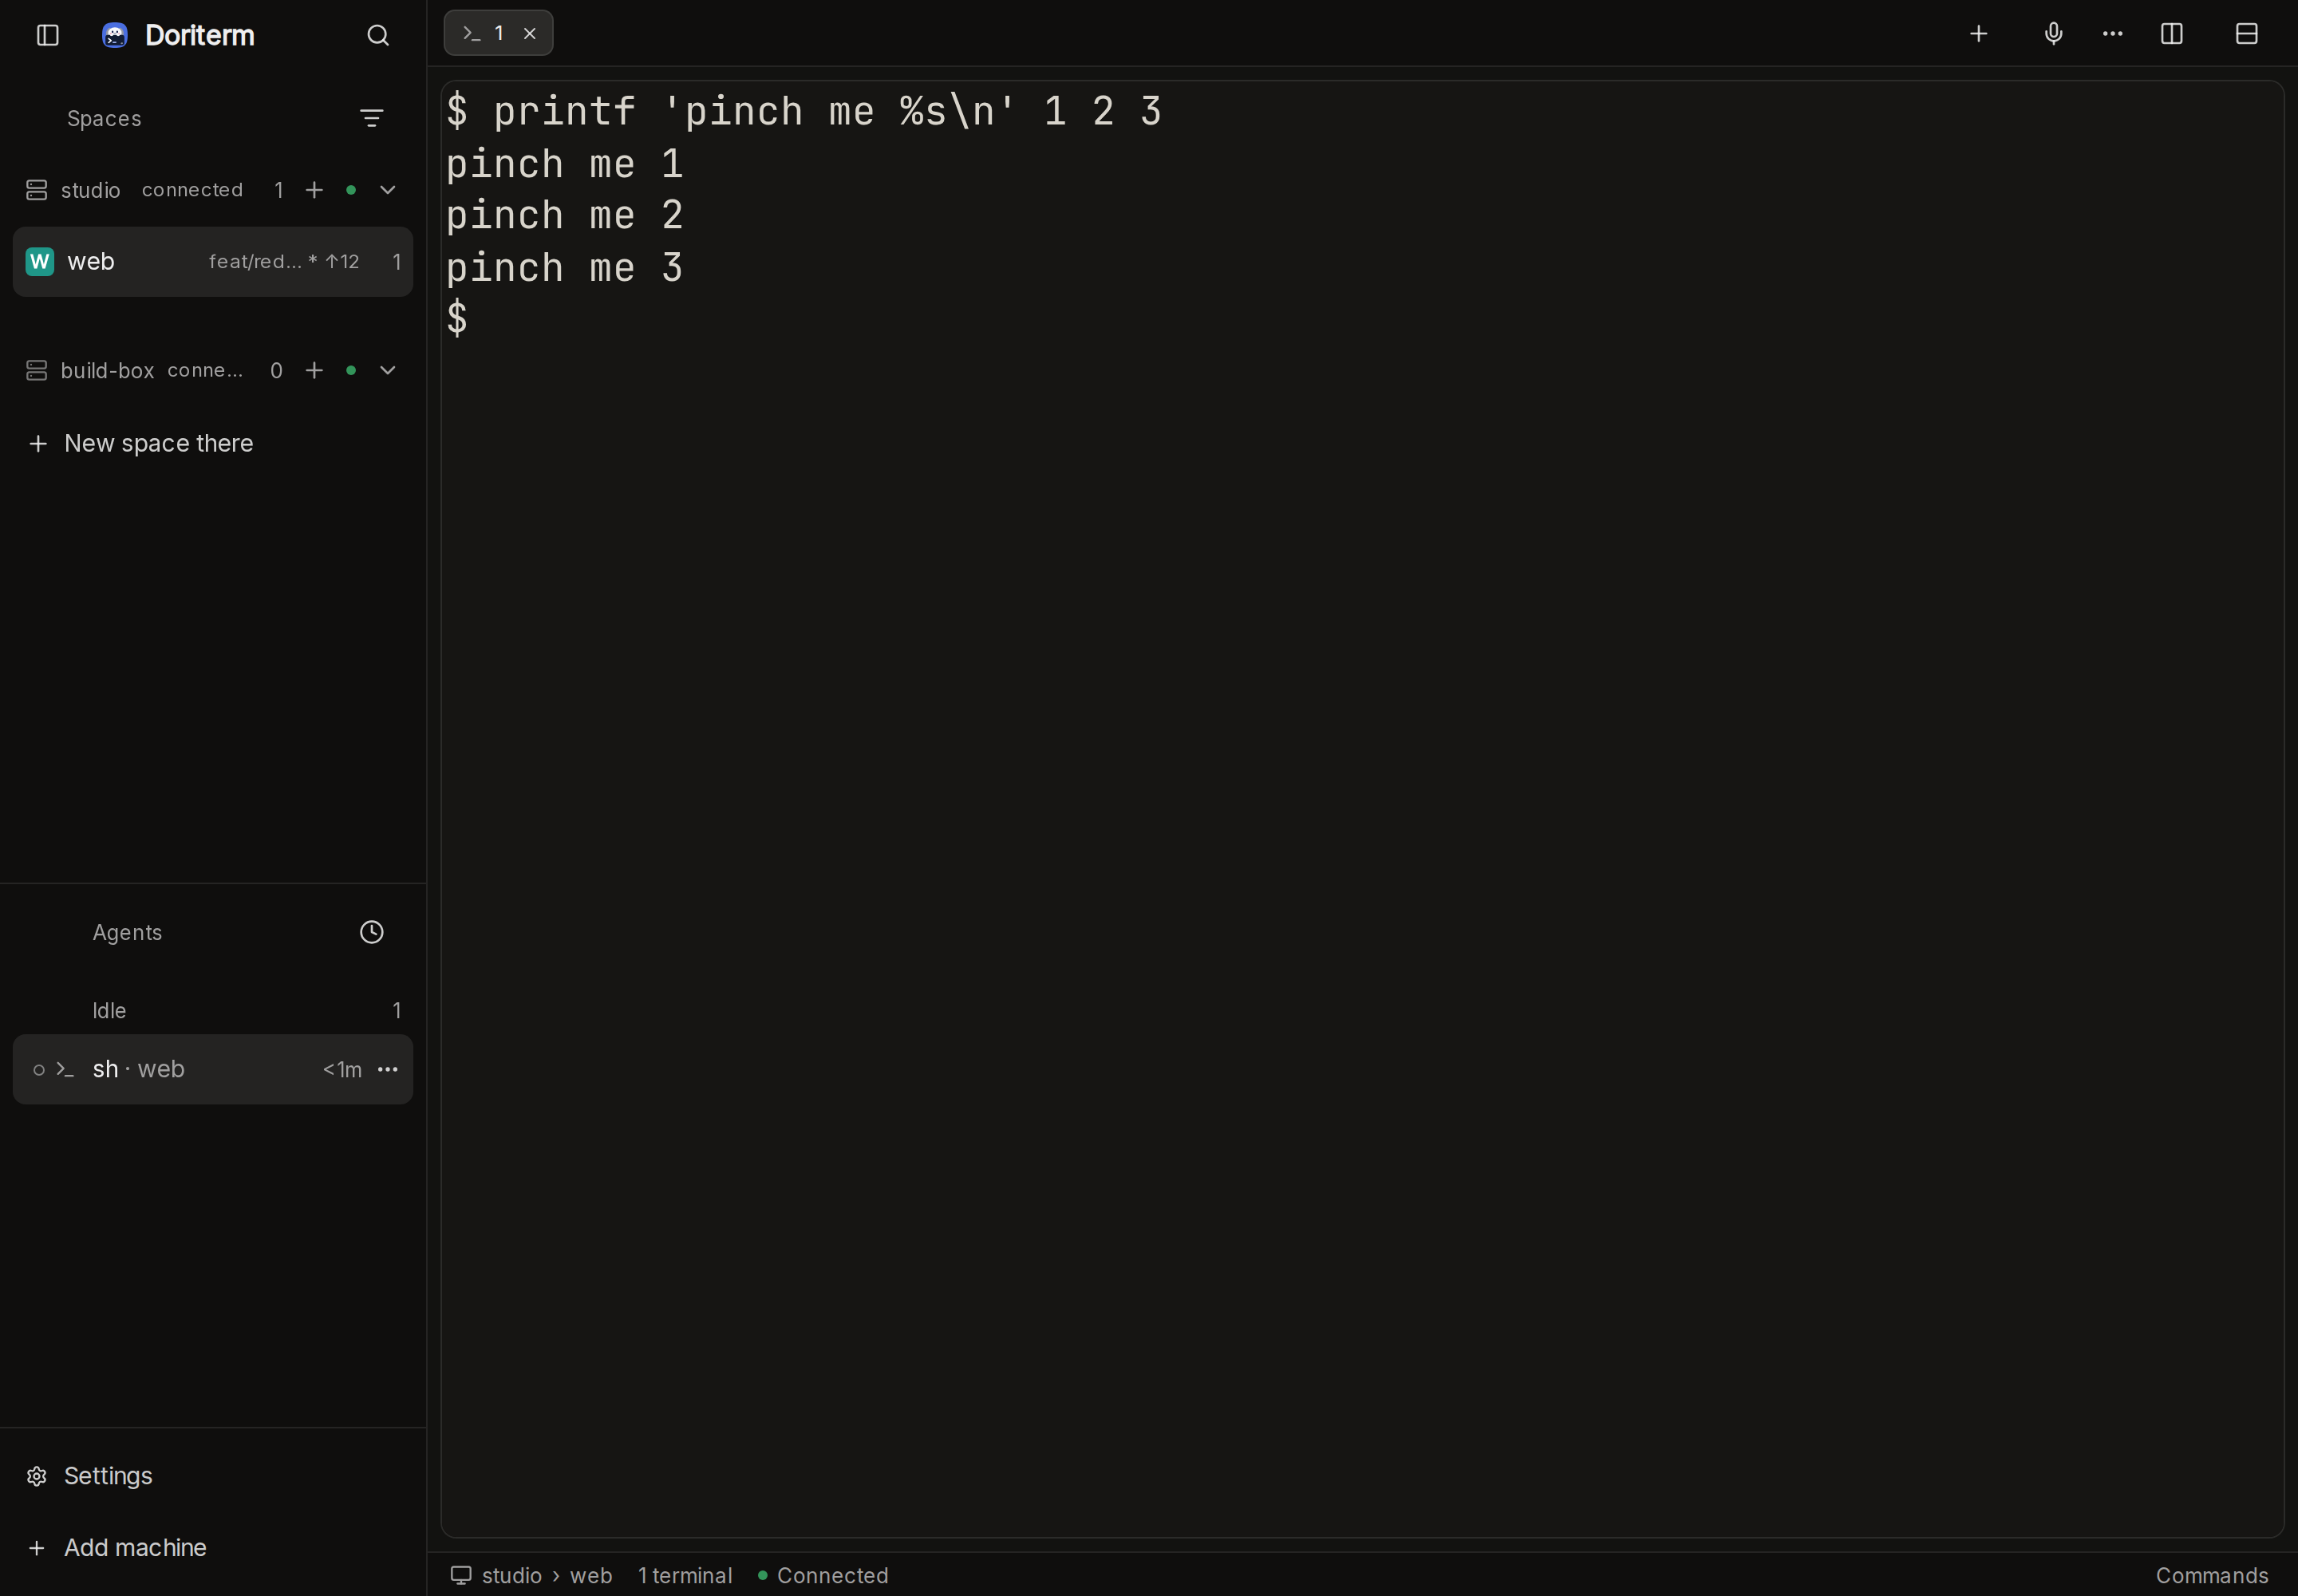 Doriterm
1
Spaces
studio connected 1
W web feat/red... * ↑12 1
build-box conne... 0
New space there
$ printf 'pinch me %s\n' 1 2 3
pinch me 1
pinch me 2
pinch me 3
$
Agents
Idle 1
sh · web <1m
Settings
Add machine
studio › web 1 terminal Connected
Commands